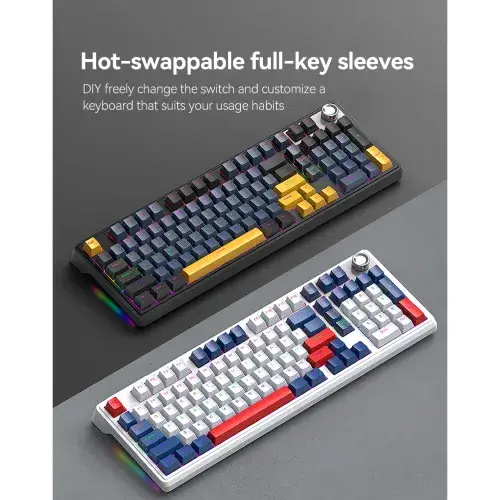 Hot-swappable full-key sleeves
DIY freely change the switch and customize a
keyboard that suits your usage habits